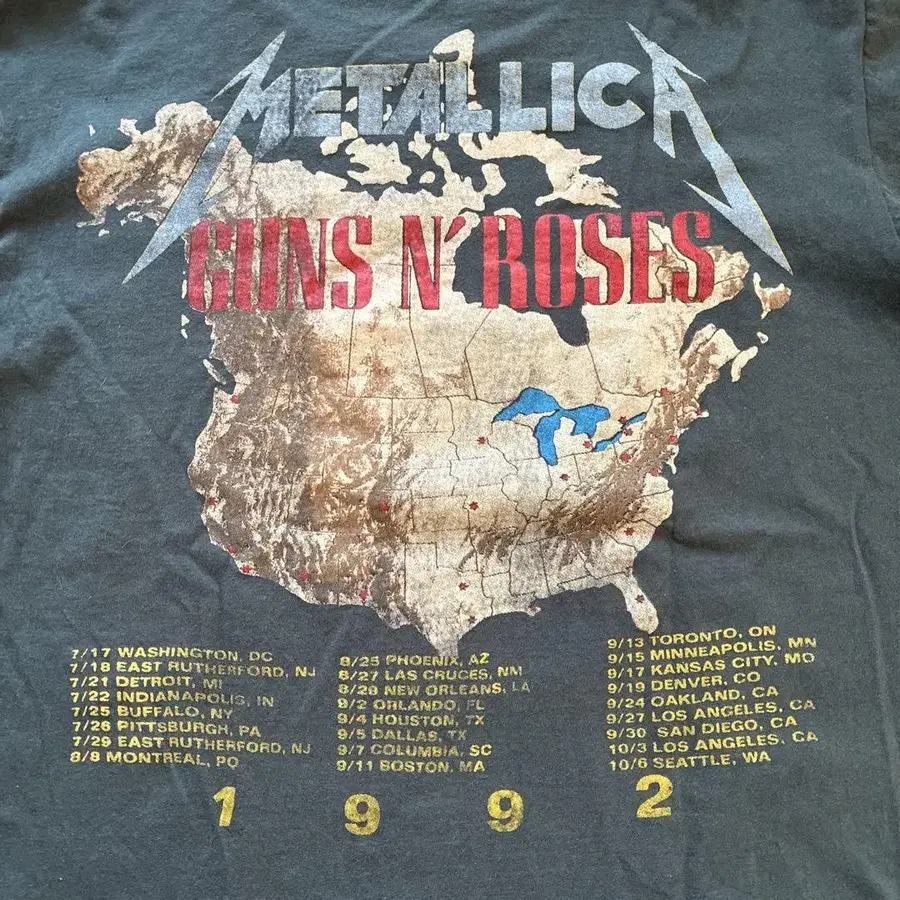 METALLICA
GUNS N' ROSES
7/17 WASHINGTON, DC
7/18 EAST RUTHERFORD, NJ
7/21 DETROIT, MI
7/22 INDIANAPOLIS, IN
7/25 BUFFALO, NY
7/26 PITTSBURGH, PA
7/29 EAST RUTHERFORD, NJ
8/8 MONTREAL, PQ
8/25 PHOENIX, AZ
8/27 LAS CRUCES, NM
8/29 NEW ORLEANS, LA
9/2 ORLANDO, FL
9/4 HOUSTON, TX
9/5 DALLAS, TX
9/7 COLUMBIA, SC
9/11 BOSTON, MA
9/13 TORONTO, ON
9/15 MINNEAPOLIS, MN
9/17 KANSAS CITY, MO
9/19 DENVER, CO
9/24 OAKLAND, CA
9/27 LOS ANGELES, CA
9/30 SAN DIEGO, CA
10/3 LOS ANGELES, CA
10/6 SEATTLE, WA
1992